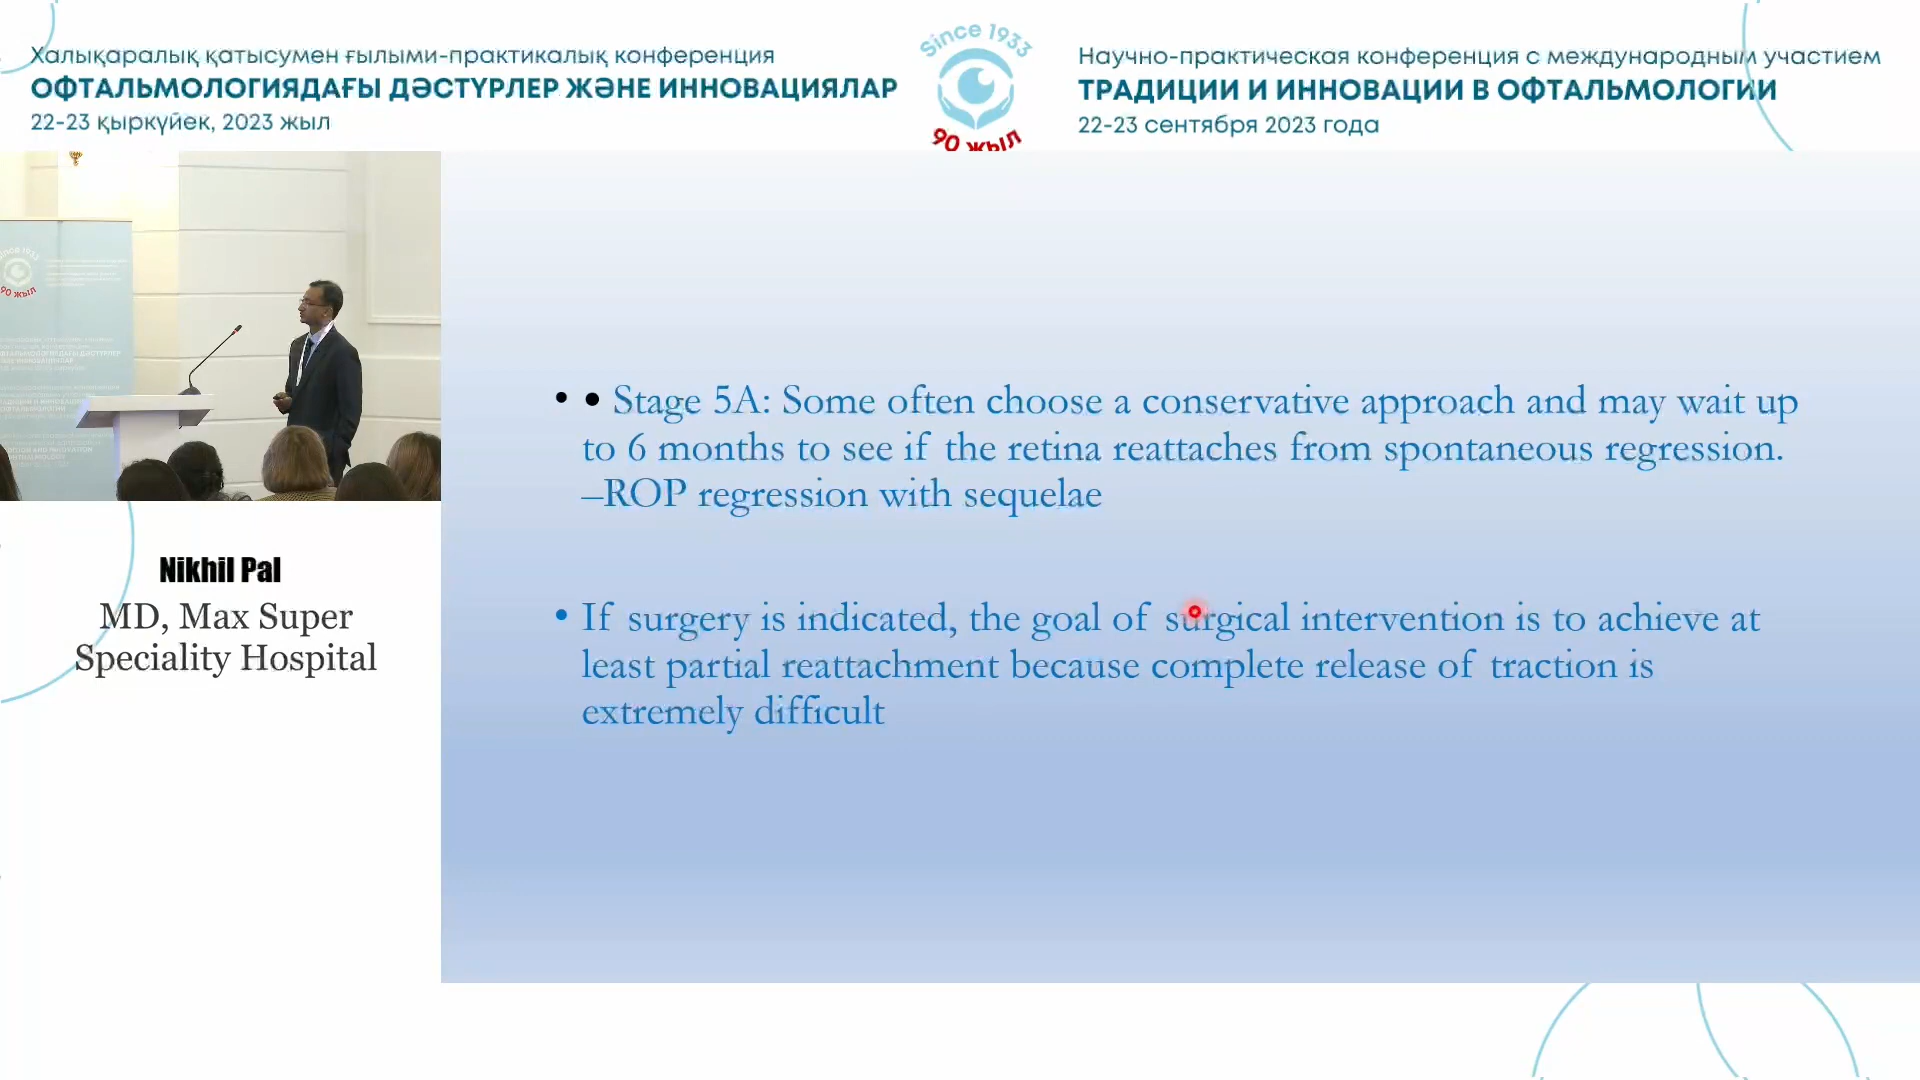 Халықаралық қатысумен ғылыми-практикалық конференция
ОФТАЛЬМОЛОГИЯДАҒЫ ДӘСТҮРЛЕР ЖӘНЕ ИННОВАЦИЯЛАР
22-23 қыркүйек, 2023 жыл
Since 1933
90 жыл
Научно-практическая конференция с международным участием
ТРАДИЦИИ И ИННОВАЦИИ В ОФТАЛЬМОЛОГИИ
22-23 сентября 2023 года
90 жыл
Nikhil Pal
MD, Max Super
Speciality Hospital
• • Stage 5A: Some often choose a conservative approach and may wait up
to 6 months to see if the retina reattaches from spontaneous regression.
–ROP regression with sequelae
• If surgery is indicated, the goal of surgical intervention is to achieve at
least partial reattachment because complete release of traction is
extremely difficult